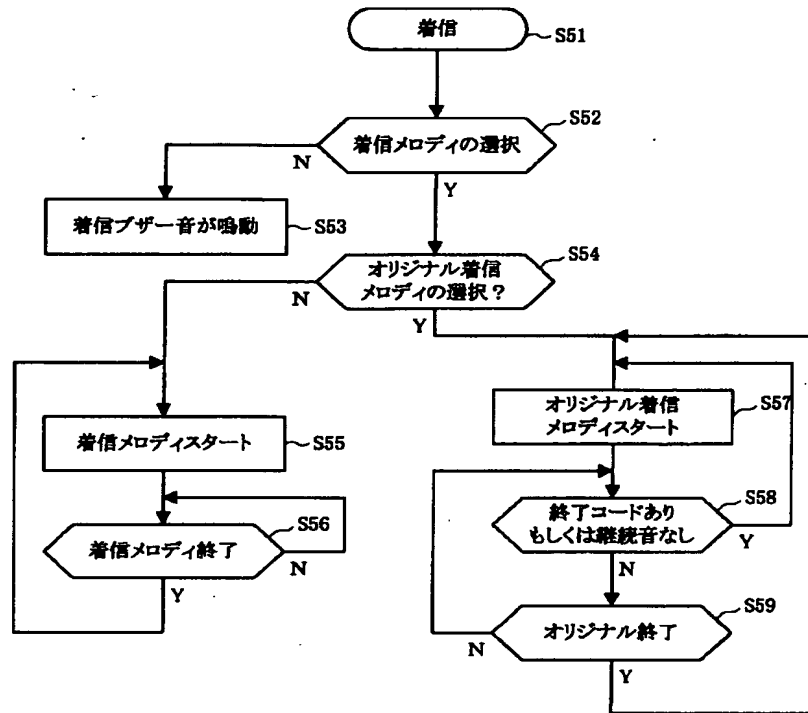 着信
S51
着信メロディの選択
S52
N
Y
着信ブザー音が鳴動
S53
オリジナル着信
メロディの選択?
S54
N
Y
着信メロディスタート
S55
オリジナル着信
メロディスタート
S57
着信メロディ終了
S56
N
Y
終了コードあり
もしくは継続音なし
S58
Y
N
オリジナル終了
S59
N
Y